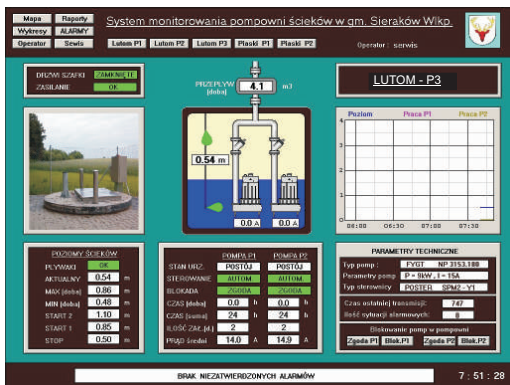 Mapa Raporty
Wykresy ALARMY
Operator Sewis
System monitorowania pompowni ścieków w gm. Sieraków Wlkp.
Lutom P1 Lutom P2 Lutom P3 Piaski P1 Piaski P2
Operator : serwis
DRZWI SZAFKI ZAMKNIĘTE
ZASILANIE OK
PRZEPŁYW [doba] 4.1 m3
0.54 m
0.0 A 0.0 A
LUTOM - P3
Poziom Praca P1 Praca P2
4
3
2
1
06:00 06:30 07:00 07:30
POZIOMY ŚCIEKÓW
PŁYWAKI OK
AKTUALNY 0.54 m
MAX [doba] 0.86 m
MIN [doba] 0.48 m
START 2 1.10 m
START 1 0.85 m
STOP 0.50 m
POMPA P1 POMPA P2
STAN URZ. POSTÓJ POSTÓJ
STEROWANIE AUTOM. AUTOM.
BLOKADA ZGODA ZGODA
CZAS [doba] 0.0 h 0.0 h
CZAS [suma] 24 h 24 h
ILOŚĆ ZAŁ.[d.] 2 2
PRĄD średni 14.0 A 14.9 A
PARAMETRY TECHNICZNE
Typ pomp : FYGT NP 3153.180
Parametry pomp P = 9kW , I = 15A
Typ sterownicy POSTER SPM2 - Y1
Czas ostatniej transmisji: 747
Ilość sytuacji alarmowych: 0
Blokowanie pomp w pompowni
Zgoda P1 Blok.P1 Zgoda P2 Blok.P2
BRAK NIEZATWIERDZONYCH ALARMÓW
7 : 51 : 28